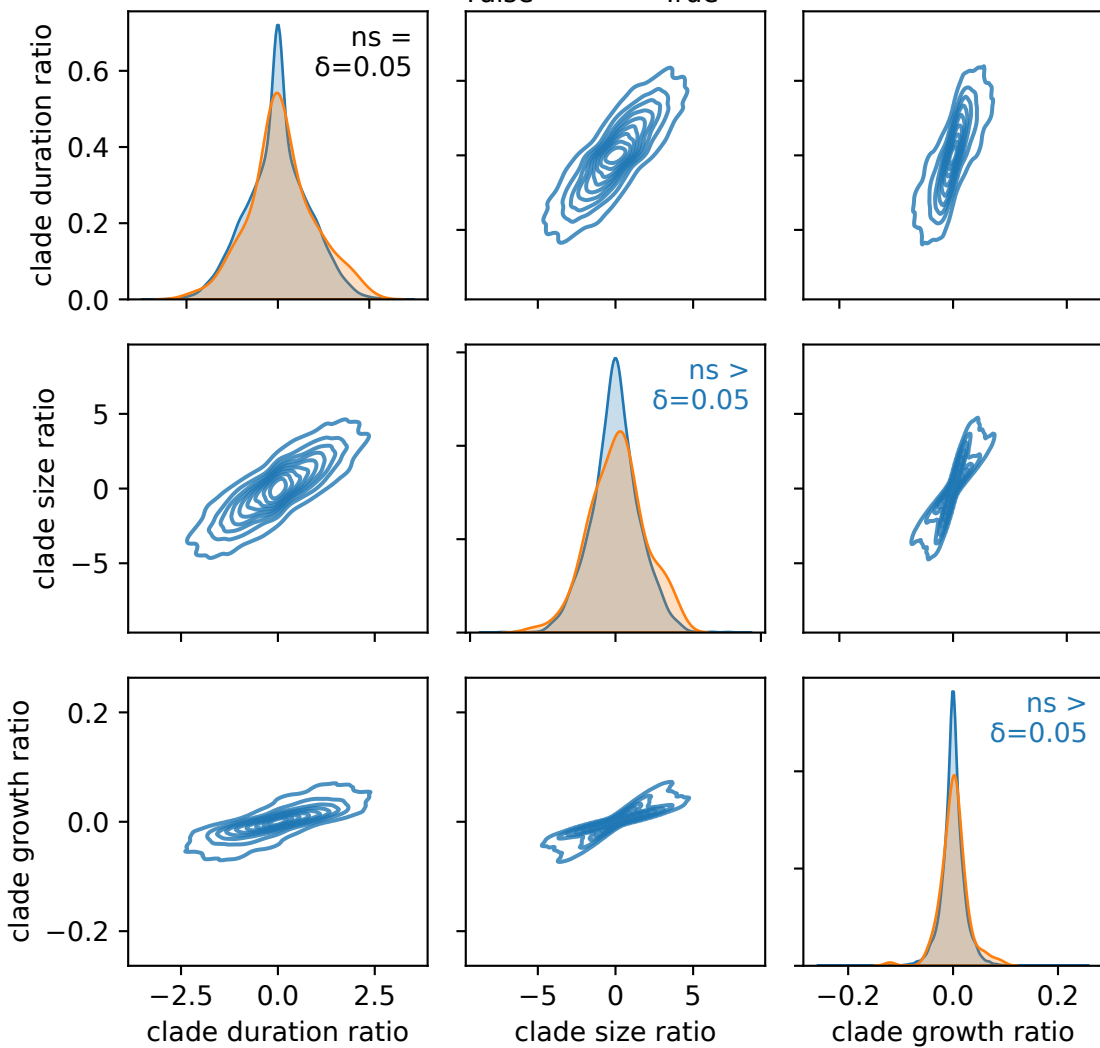 True
clade duration ratio
0.6
0.4
0.2
0.0
ns =
δ=0.05
clade size ratio
5
0
−5
ns >
δ=0.05
clade growth ratio
0.2
0.0
−0.2
ns >
δ=0.05
−2.5 0.0 2.5
−5 0 5
−0.2 0.0 0.2
clade duration ratio
clade size ratio
clade growth ratio